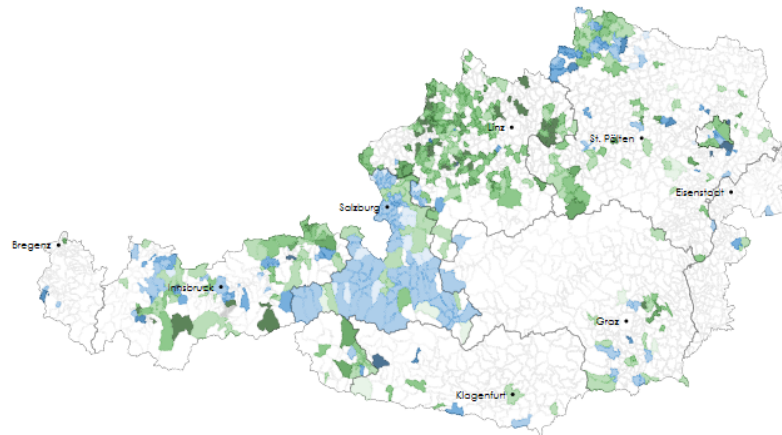 Linz
St. Pölten
Eisenstadt
Salzburg
Bregenz
Innsbruck
Graz
Klagenfurt